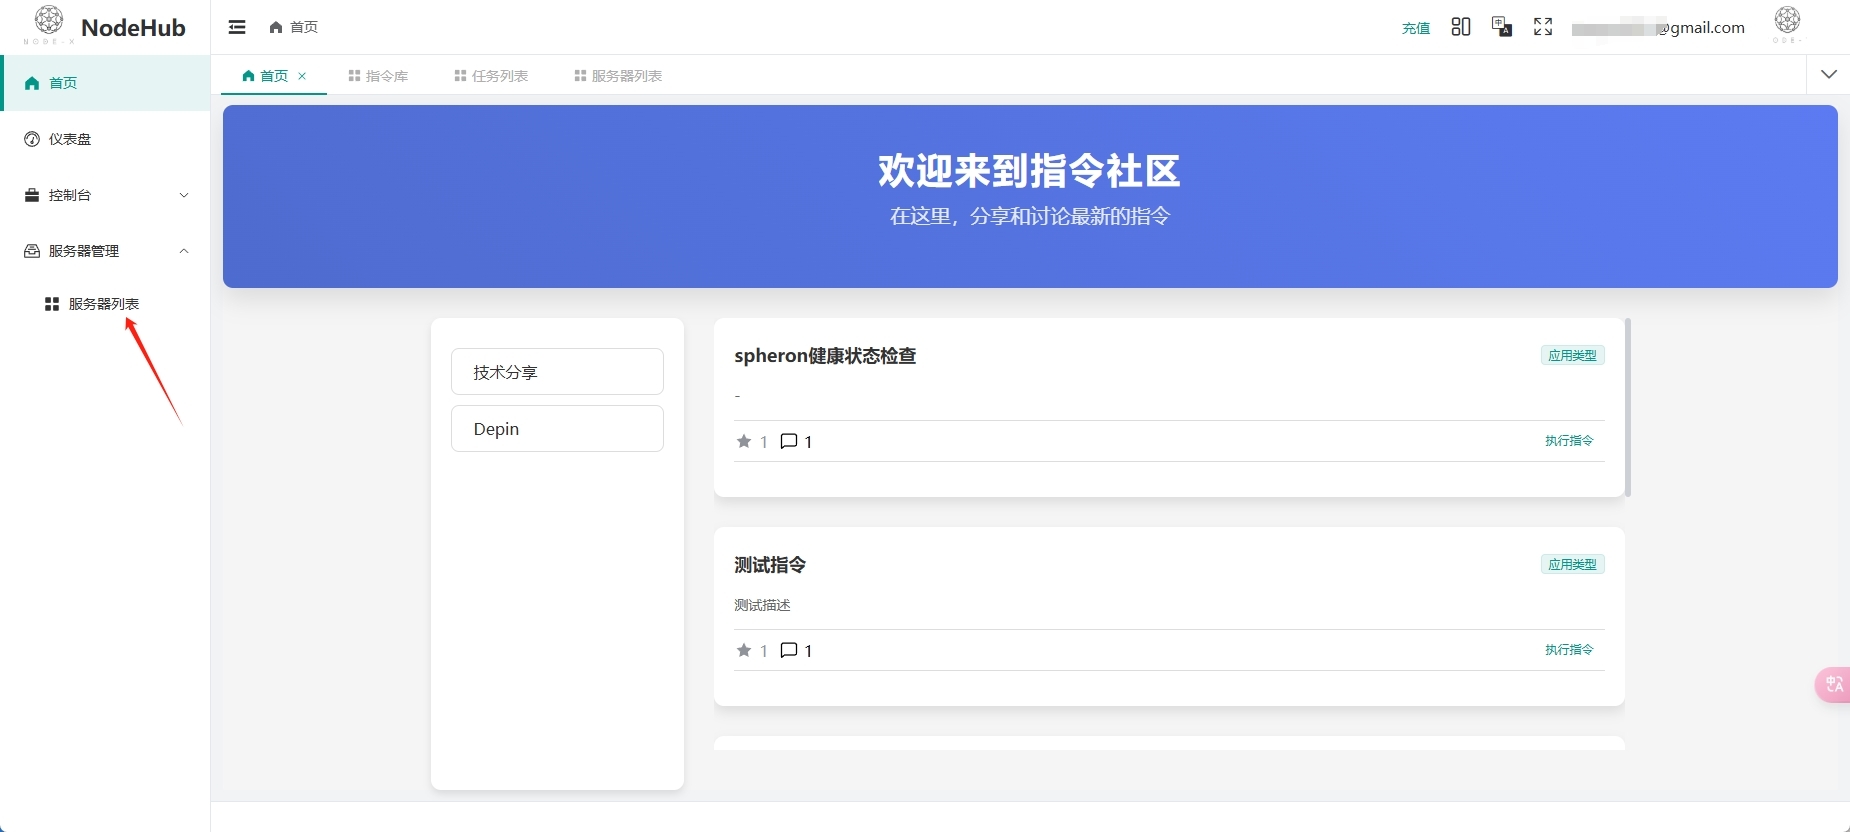 NODE-X
NodeHub
首页
充值
@gmail.com
首页
仪表盘
控制台
服务器管理
服务器列表
首页 ×
指令库
任务列表
服务器列表
欢迎来到指令社区
在这里，分享和讨论最新的指令
技术分享
Depin
spheron健康状态检查
应用类型
-
1 1
执行指令
测试指令
应用类型
测试描述
1 1
执行指令